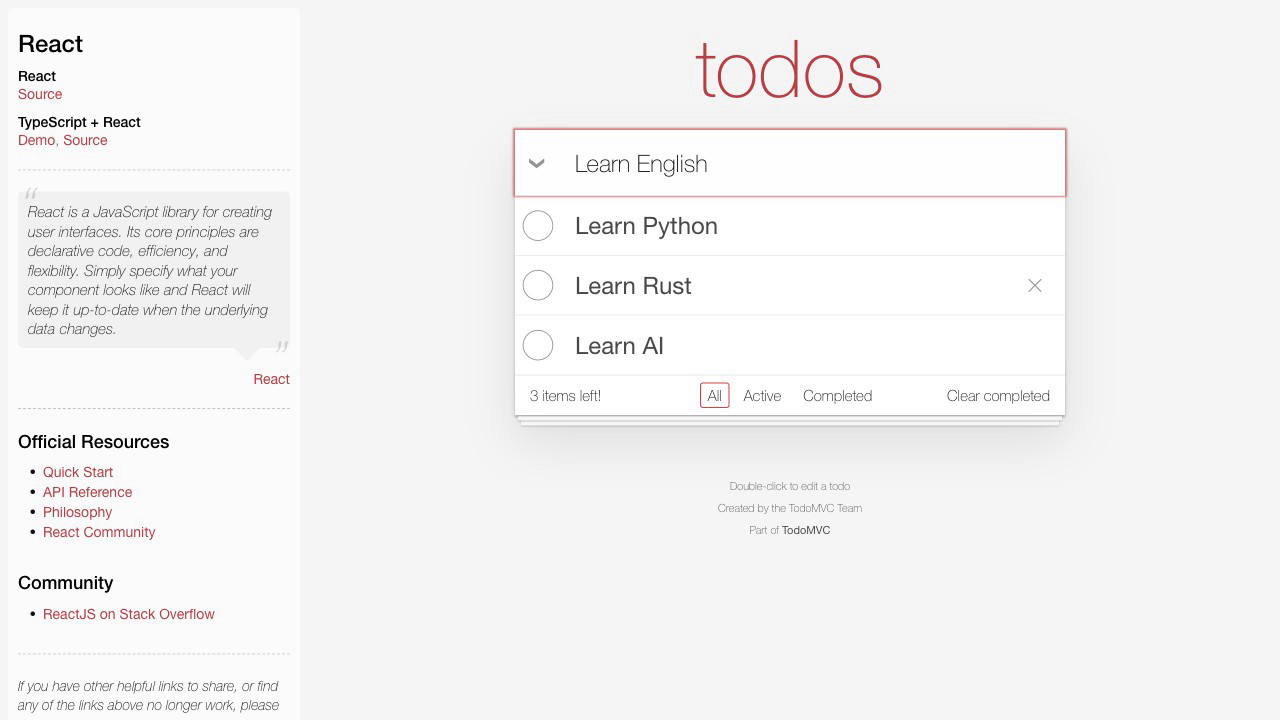 React
React
Source
TypeScript + React
Demo, Source
“
React is a JavaScript library for creating
user interfaces. Its core principles are
declarative code, efficiency, and
flexibility. Simply specify what your
component looks like and React will
keep it up-to-date when the underlying
data changes.
”
React
Official Resources
• Quick Start
• API Reference
• Philosophy
• React Community
Community
• ReactJS on Stack Overflow
If you have other helpful links to share, or find
any of the links above no longer work, please
todos
Learn English
Learn Python
Learn Rust
Learn AI
3 items left! All Active Completed Clear completed
Double-click to edit a todo
Created by the TodoMVC Team
Part of TodoMVC